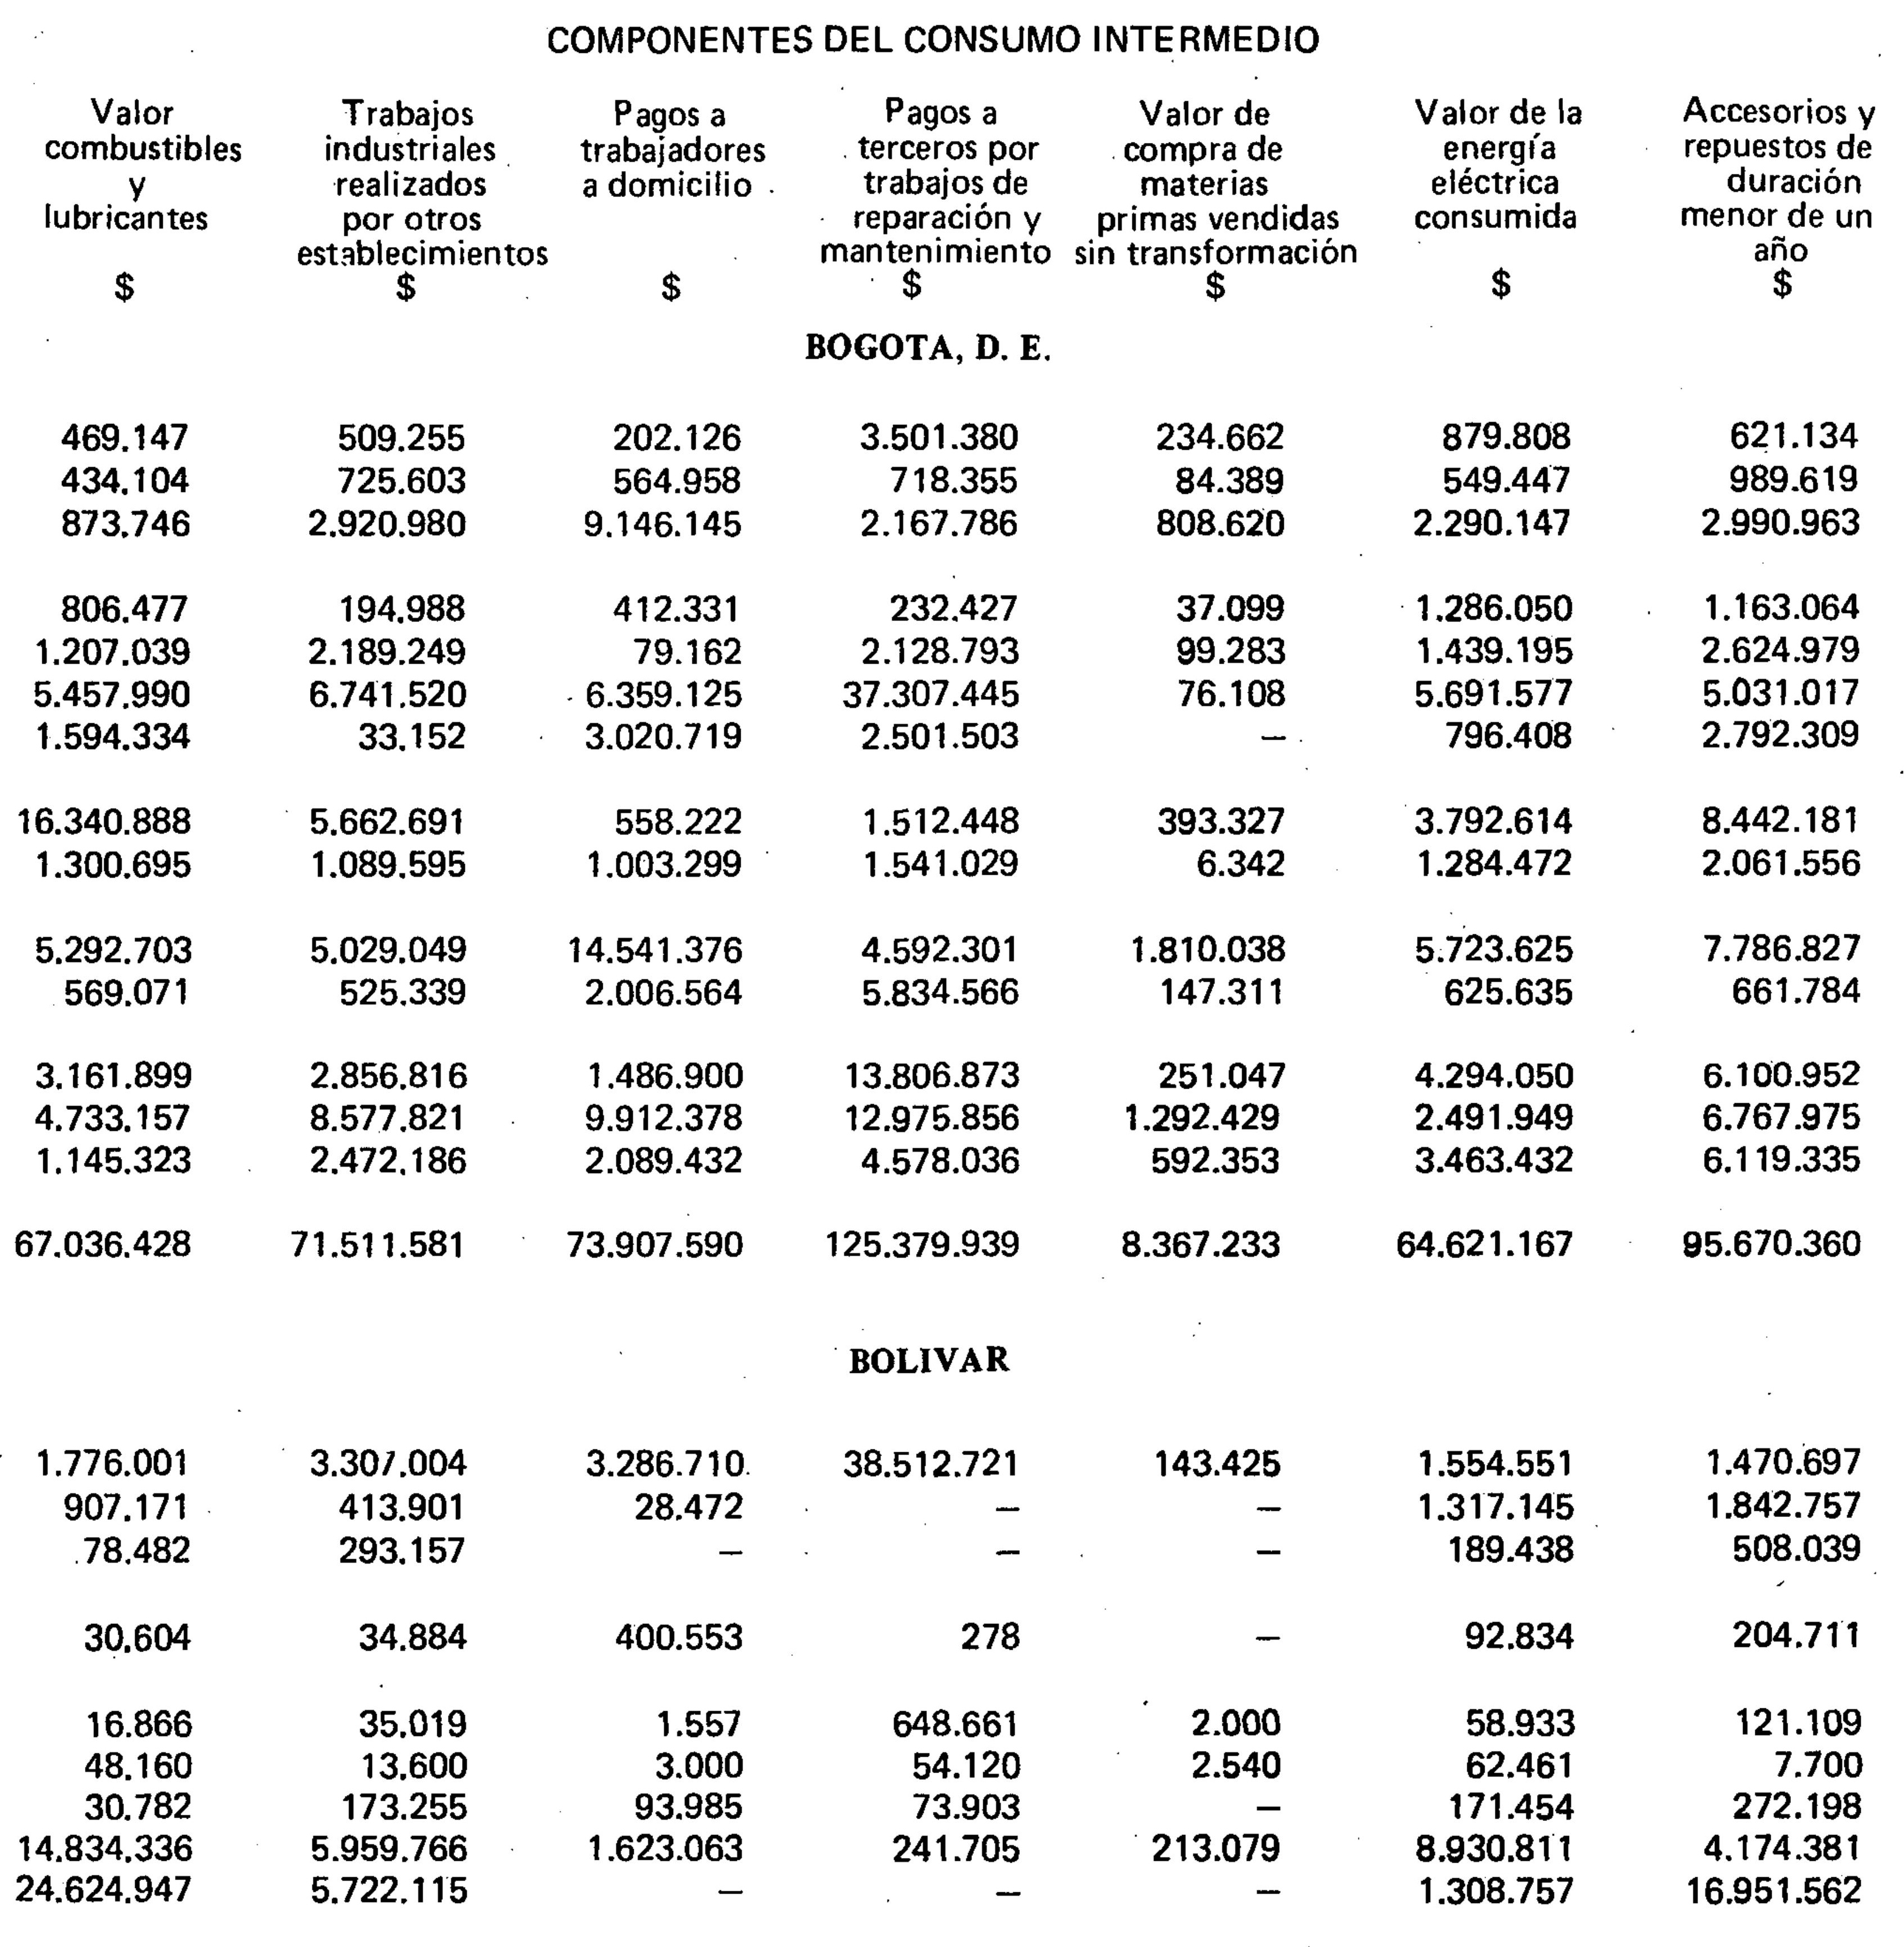 COMPONENTES DEL CONSUMO INTERMEDIO
Valor Trabajos Pagos a Pagos a Valor de Valor de la Accesorios y
combustibles industriales trabajadores terceros por compra de energía repuestos de
y realizados a domicilio trabajos de materias eléctrica duración
lubricantes por otros reparación y primas vendidas consumida menor de un
establecimientos mantenimiento sin transformación año
$ $ $ $ $ $ $
BOGOTA, D. E.
469.147 509.255 202.126 3.501.380 234.662 879.808 621.134
434.104 725.603 564.958 718.355 84.389 549.447 989.619
873.746 2.920.980 9.146.145 2.167.786 808.620 2.290.147 2.990.963
806.477 194.988 412.331 232.427 37.099 1.286.050 1.163.064
1.207.039 2.189.249 79.162 2.128.793 99.283 1.439.195 2.624.979
5.457.990 6.741.520 6.359.125 37.307.445 76.108 5.691.577 5.031.017
1.594.334 33.152 3.020.719 2.501.503 — 796.408 2.792.309
16.340.888 5.662.691 558.222 1.512.448 393.327 3.792.614 8.442.181
1.300.695 1.089.595 1.003.299 1.541.029 6.342 1.284.472 2.061.556
5.292.703 5.029.049 14.541.376 4.592.301 1.810.038 5.723.625 7.786.827
569.071 525.339 2.006.564 5.834.566 147.311 625.635 661.784
3.161.899 2.856.816 1.486.900 13.806.873 251.047 4.294.050 6.100.952
4.733.157 8.577.821 9.912.378 12.975.856 1.292.429 2.491.949 6.767.975
1.145.323 2.472.186 2.089.432 4.578.036 592.353 3.463.432 6.119.335
67.036.428 71.511.581 73.907.590 125.379.939 8.367.233 64.621.167 95.670.360
BOLIVAR
1.776.001 3.307.004 3.286.710 38.512.721 143.425 1.554.551 1.470.697
907.171 413.901 28.472 — — 1.317.145 1.842.757
78.482 293.157 — — — 189.438 508.039
30.604 34.884 400.553 278 — 92.834 204.711
16.866 35.019 1.557 648.661 2.000 58.933 121.109
48.160 13.600 3.000 54.120 2.540 62.461 7.700
30.782 173.255 93.985 73.903 — 171.454 272.198
14.834.336 5.959.766 1.623.063 241.705 213.079 8.930.811 4.174.381
24.624.947 5.722.115 — — — 1.308.757 16.951.562